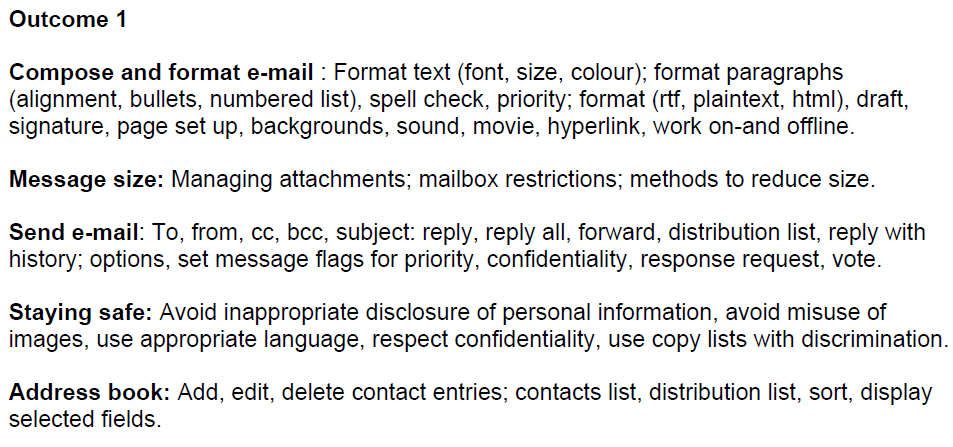 Outcome 1
Compose and format e-mail : Format text (font, size, colour); format paragraphs
(alignment, bullets, numbered list), spell check, priority; format (rtf, plaintext, html), draft,
signature, page set up, backgrounds, sound, movie, hyperlink, work on-and offline.
Message size: Managing attachments; mailbox restrictions; methods to reduce size.
Send e-mail: To, from, cc, bcc, subject: reply, reply all, forward, distribution list, reply with
history; options, set message flags for priority, confidentiality, response request, vote.
Staying safe: Avoid inappropriate disclosure of personal information, avoid misuse of
images, use appropriate language, respect confidentiality, use copy lists with discrimination.
Address book: Add, edit, delete contact entries; contacts list, distribution list, sort, display
selected fields.